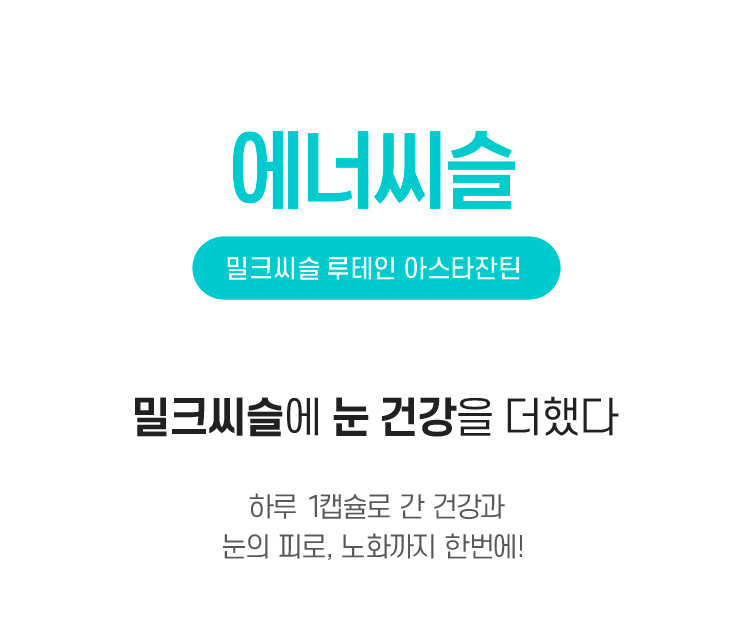 에너씨슬
밀크씨슬 루테인 아스타잔틴
밀크씨슬에 눈 건강을 더했다
하루 1캡슐로 간 건강과
눈의 피로, 노화까지 한번에!